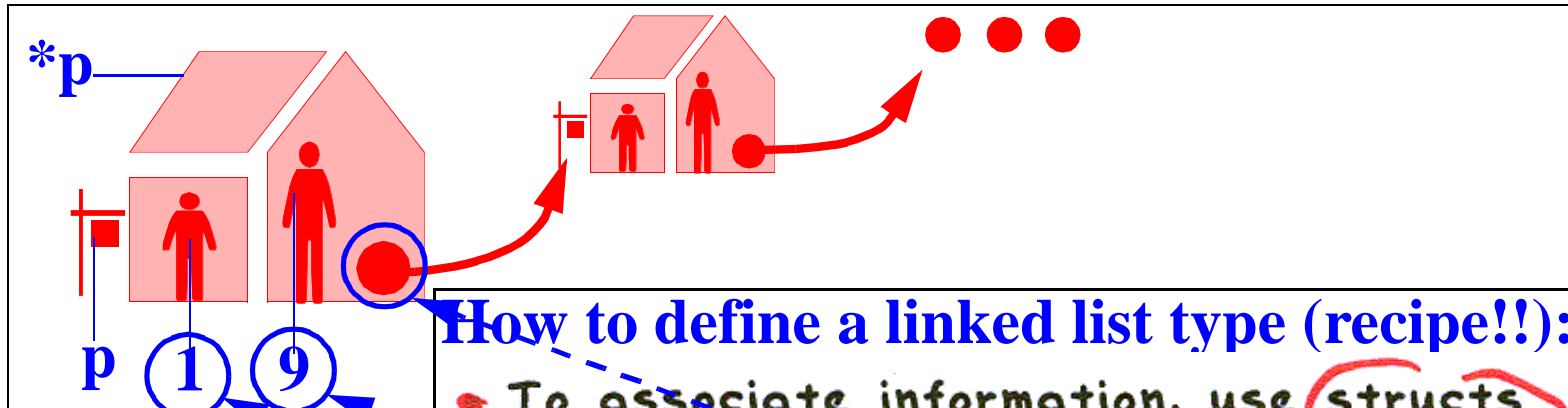 *p
How to define a linked list type (recipe!!):
p 1 9
To associate information, use structs